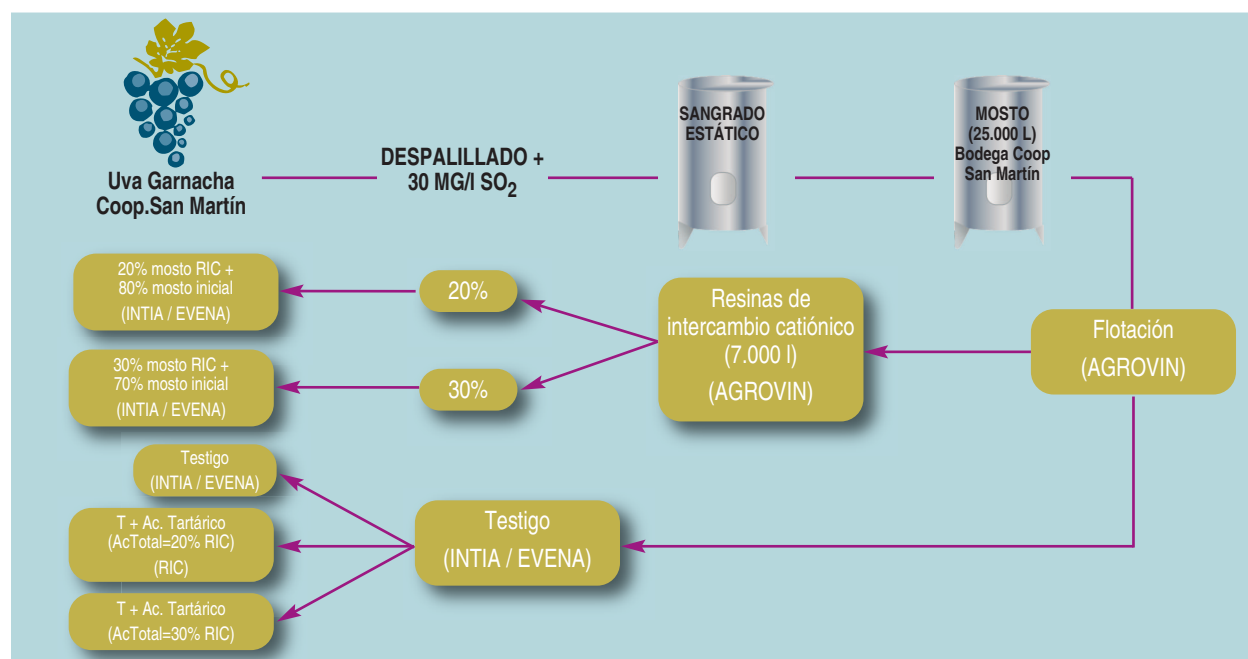 Uva Garnacha
Coop.San Martín
DESPALILLADO +
30 MG/l SO2
SANGRADO
ESTÁTICO
MOSTO
(25.000 L)
Bodega Coop
San Martín
20% mosto RIC +
80% mosto inicial
(INTIA / EVENA)
20%
Resinas de
intercambio catiónico
(7.000 l)
(AGROVIN)
Flotación
(AGROVIN)
30% mosto RIC +
70% mosto inicial
(INTIA / EVENA)
30%
Testigo
(INTIA / EVENA)
T + Ac. Tartárico
(AcTotal=20% RIC)
(RIC)
Testigo
(INTIA / EVENA)
T + Ac. Tartárico
(AcTotal=30% RIC)